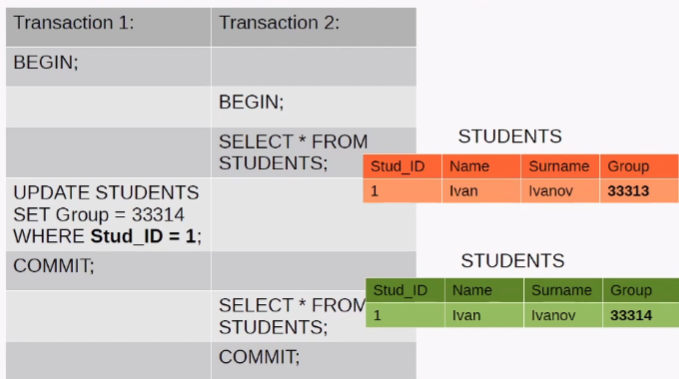 Transaction 1: Transaction 2:
BEGIN;
BEGIN;
SELECT * FROM
STUDENTS;
STUDENTS
Stud_ID Name Surname Group
1 Ivan Ivanov 33313
UPDATE STUDENTS
SET Group = 33314
WHERE Stud_ID = 1;
COMMIT;
STUDENTS
Stud_ID Name Surname Group
1 Ivan Ivanov 33314
SELECT * FROM
STUDENTS;
COMMIT;